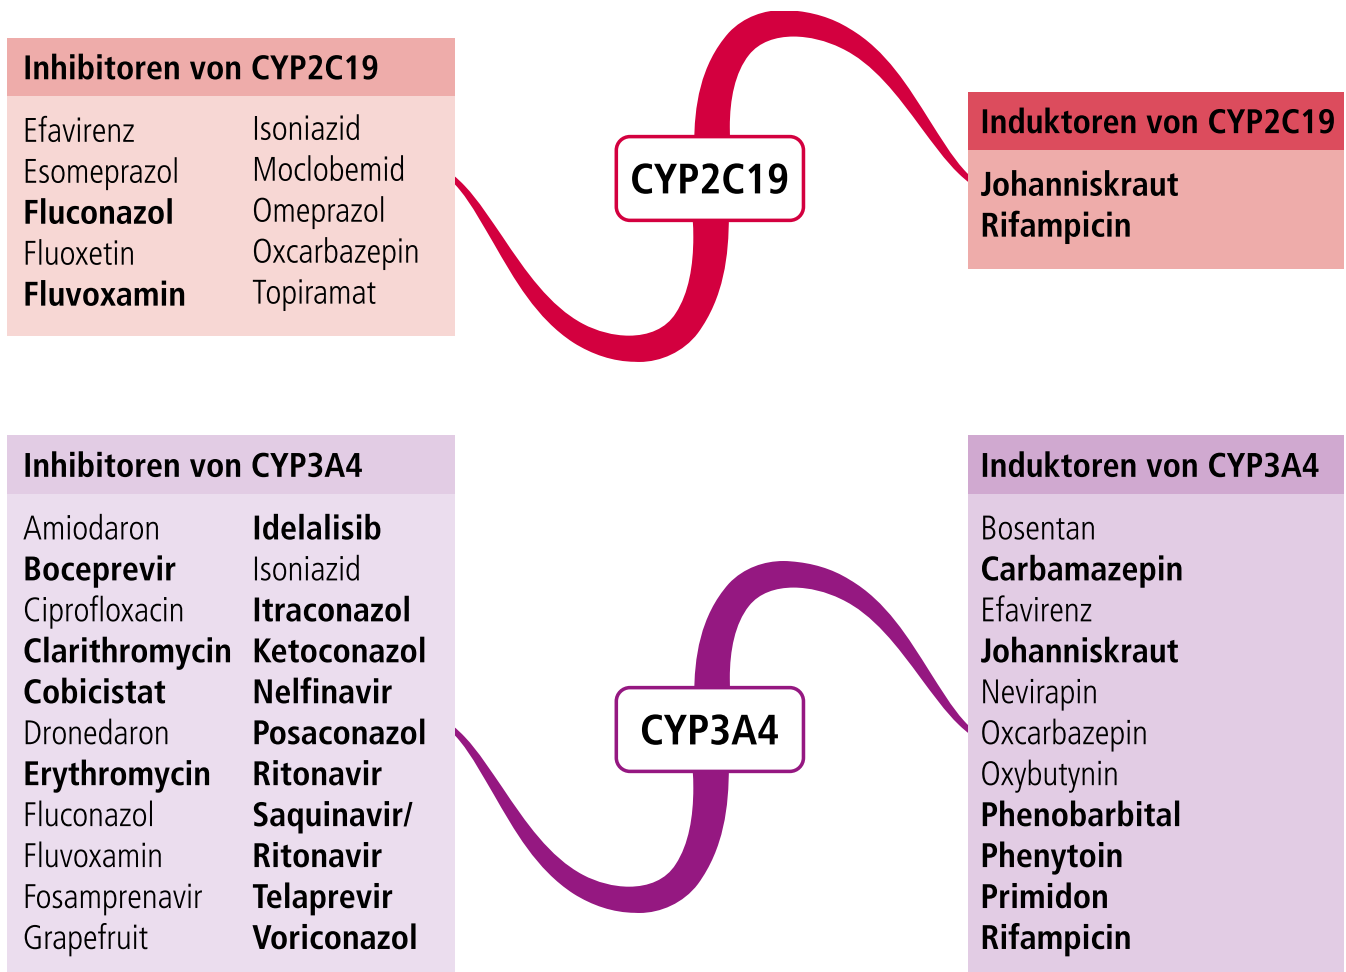 Inhibitoren von CYP2C19
Efavirenz
Esomeprazol
Fluconazol
Fluoxetin
Fluvoxamin
Isoniazid
Moclobemid
Omeprazol
Oxcarbazepin
Topiramat
CYP2C19
Induktoren von CYP2C19
Johanniskraut
Rifampicin
Inhibitoren von CYP3A4
Amiodaron
Boceprevir
Ciprofloxacin
Clarithromycin
Cobicistat
Dronedaron
Erythromycin
Fluconazol
Fluvoxamin
Fosamprenavir
Grapefruit
Idelalisib
Isoniazid
Itraconazol
Ketoconazol
Nelfinavir
Posaconazol
Ritonavir
Saquinavir/
Ritonavir
Telaprevir
Voriconazol
CYP3A4
Induktoren von CYP3A4
Bosentan
Carbamazepin
Efavirenz
Johanniskraut
Nevirapin
Oxcarbazepin
Oxybutynin
Phenobarbital
Phenytoin
Primidon
Rifampicin